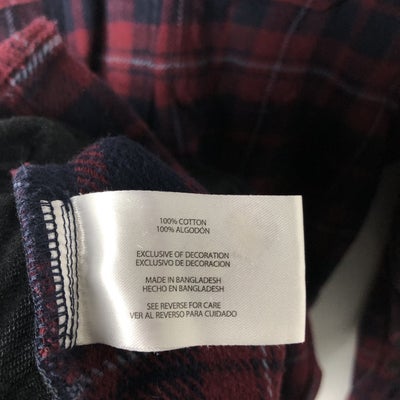 100% COTTON
100% ALGODÓN
EXCLUSIVE OF DECORATION
EXCLUSIVO DE DECORACION
MADE IN BANGLADESH
HECHO EN BANGLADESH
SEE REVERSE FOR CARE
VER AL REVERSO PARA CUIDADO